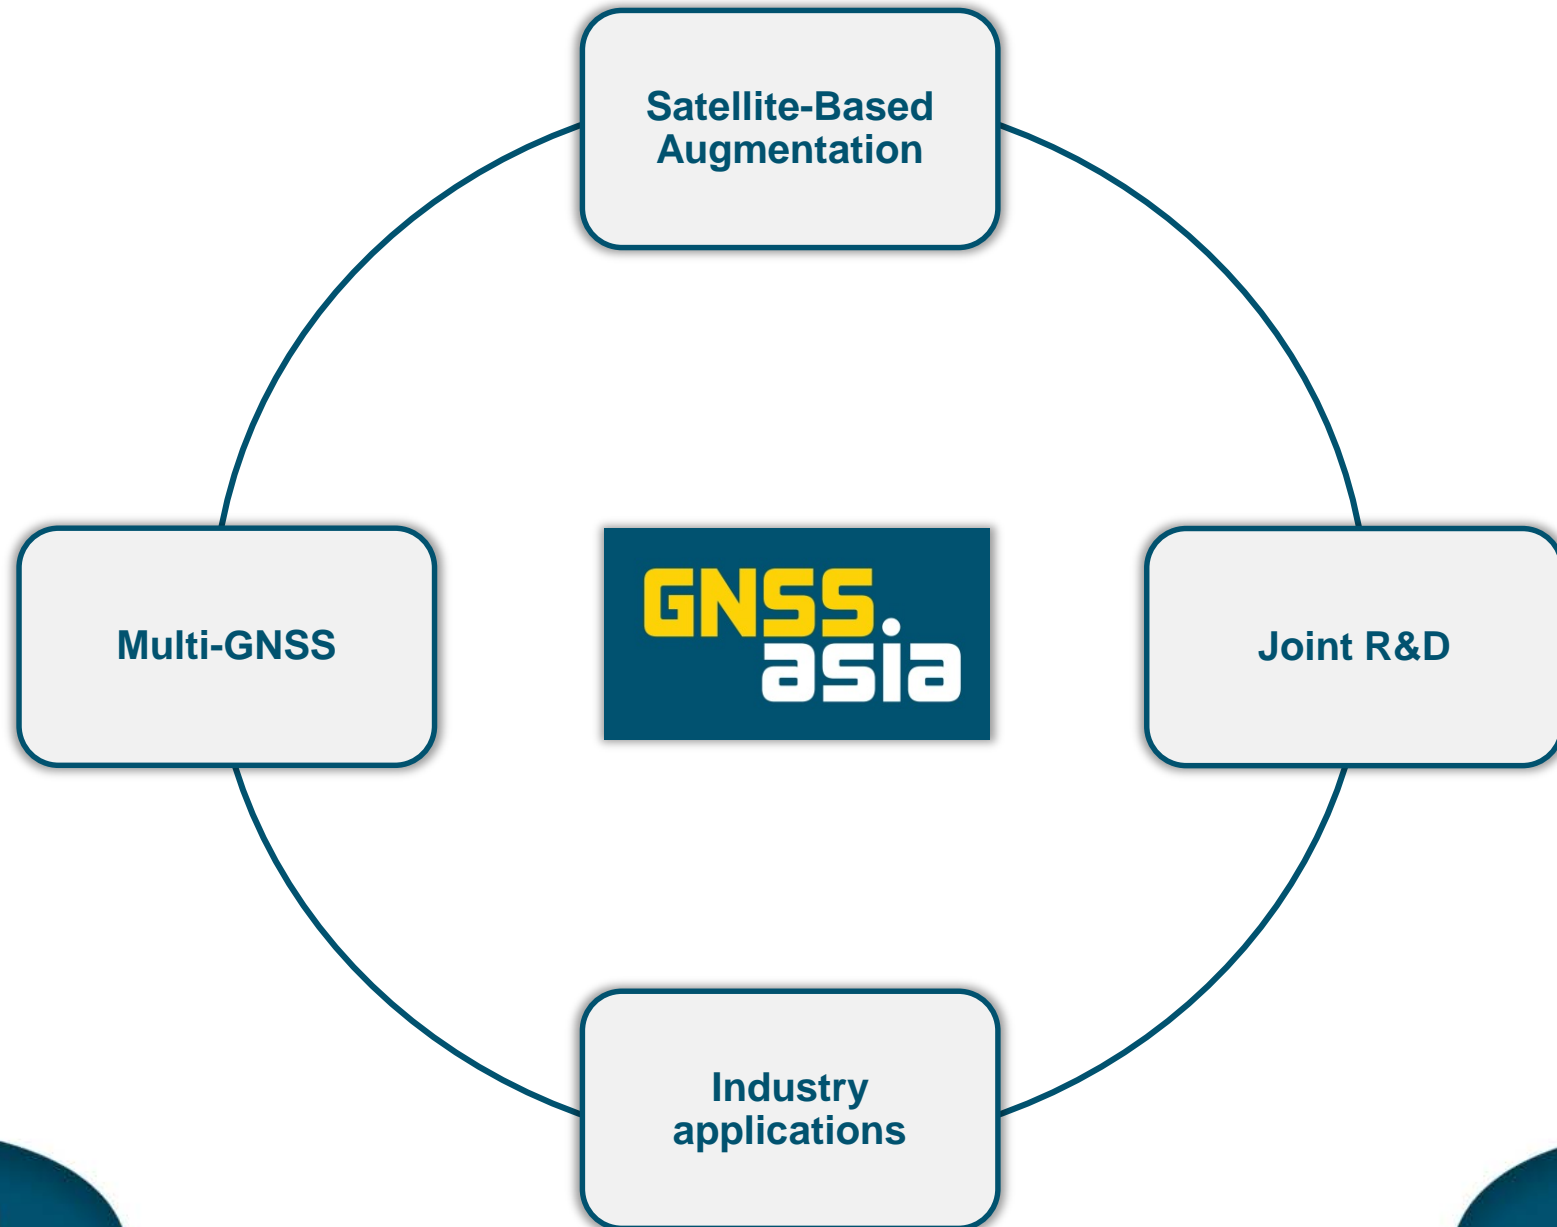 Satellite-Based
Augmentation
Multi-GNSS
GNSS.
asia
Joint R&D
Industry
applications